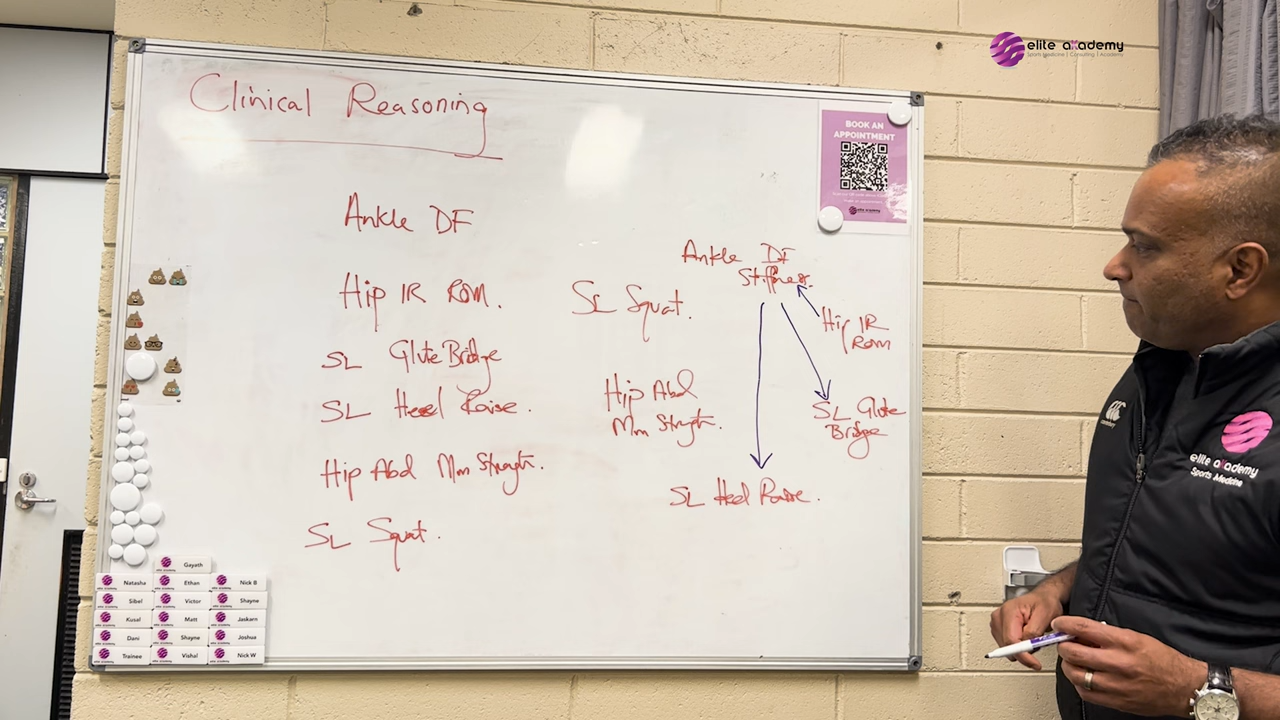 elite akademy
Sports Medicine | Consulting | Academy
Clinical Reasoning
BOOK AN
APPOINTMENT
elite akademy
Ankle DF
Hip IR ROM.
SL Glute Bridge
SL Heel Raise.
Hip Abd Mm Strength.
SL Squat.
Ankle DF
Stiffness.
SL Squat.
Hip IR
ROM
Hip Abd
Mm Strength.
SL Glute
Bridge
SL Heel Raise.
elite akademy
Sports Medicine
canterbury
Gayath
Natasha Ethan Nick B
Sibel Victor Shayne
Kusal Matt Jaskarn
Dani Shayne Joshua
Trainee Vishal Nick W